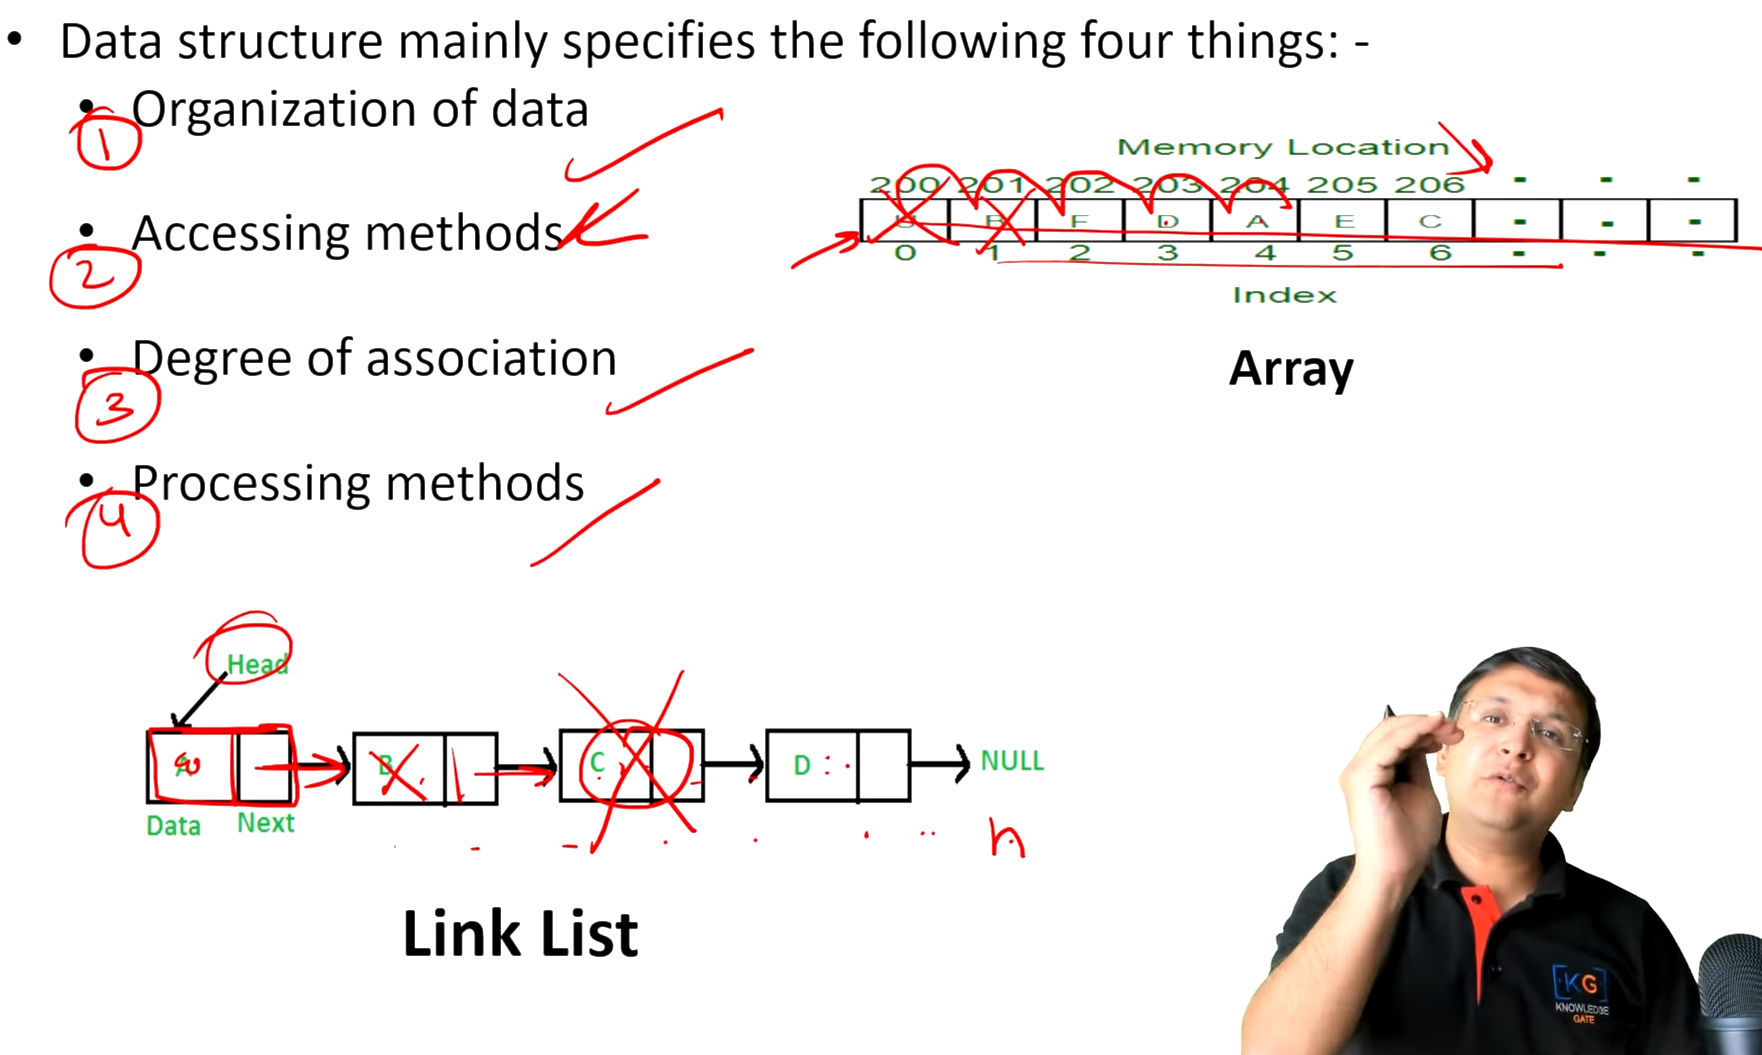 • Data structure mainly specifies the following four things: -
• Organization of data
1
• Accessing methods
2
• Degree of association
3
• Processing methods
4
Memory Location
200 201 202 203 204 205 206 - - -
F D A E C - - -
0 1 2 3 4 5 6 - - -
Index
Array
Head
C D NULL
Data Next
n
Link List
KG
KNOWLEDGE
GATE